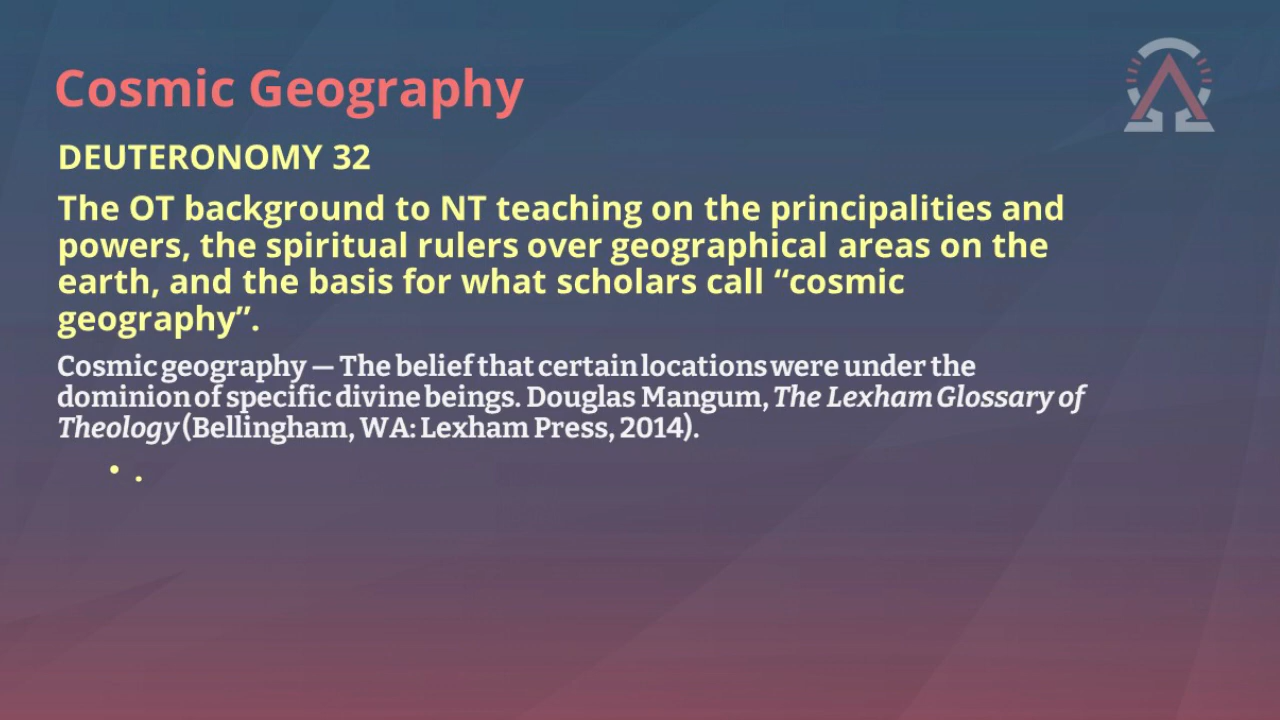 Cosmic Geography
DEUTERONOMY 32
The OT background to NT teaching on the principalities and
powers, the spiritual rulers over geographical areas on the
earth, and the basis for what scholars call “cosmic
geography”.
Cosmic geography — The belief that certain locations were under the
dominion of specific divine beings. Douglas Mangum, The Lexham Glossary of
Theology (Bellingham, WA: Lexham Press, 2014).
• .